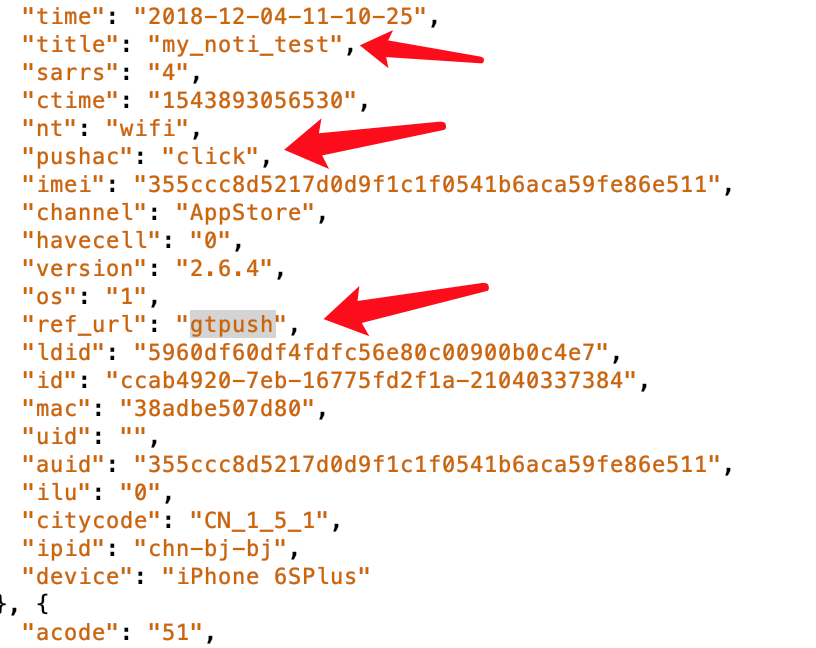 "time": "2018-12-04-11-10-25",
"title": "my_noti_test",
"sarrs": "4",
"ctime": "1543893056530",
"nt": "wifi",
"pushac": "click",
"imei": "355ccc8d5217d0d9f1c1f0541b6aca59fe86e511",
"channel": "AppStore",
"havecell": "0",
"version": "2.6.4",
"os": "1",
"ref_url": "gtpush",
"ldid": "5960df60df4fdfc56e80c00900b0c4e7",
"id": "ccab4920-7eb-16775fd2f1a-21040337384",
"mac": "38adbe507d80",
"uid": "",
"auid": "355ccc8d5217d0d9f1c1f0541b6aca59fe86e511",
"ilu": "0",
"citycode": "CN_1_5_1",
"ipid": "chn-bj-bj",
"device": "iPhone 6SPlus"
}, {
"acode": "51",